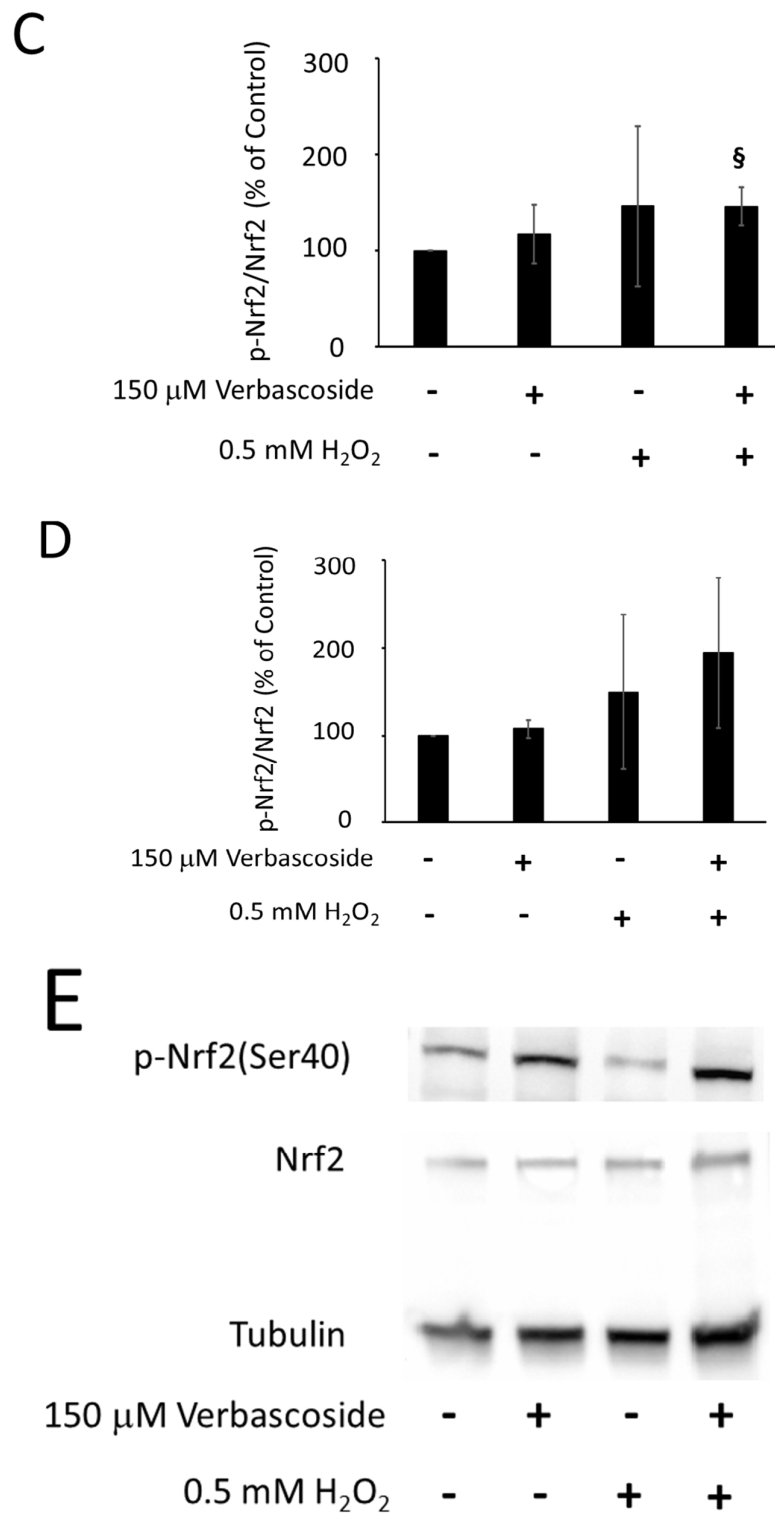 C
p-Nrf2/Nrf2 (% of Control)
300
200
100
0
§
150 μM Verbascoside - + - +
0.5 mM H₂O₂ - - + +
D
p-Nrf2/Nrf2 (% of Control)
300
200
100
0
150 μM Verbascoside - + - +
0.5 mM H₂O₂ - - + +
E
p-Nrf2(Ser40)
Nrf2
Tubulin
150 μM Verbascoside - + - +
0.5 mM H₂O₂ - - + +